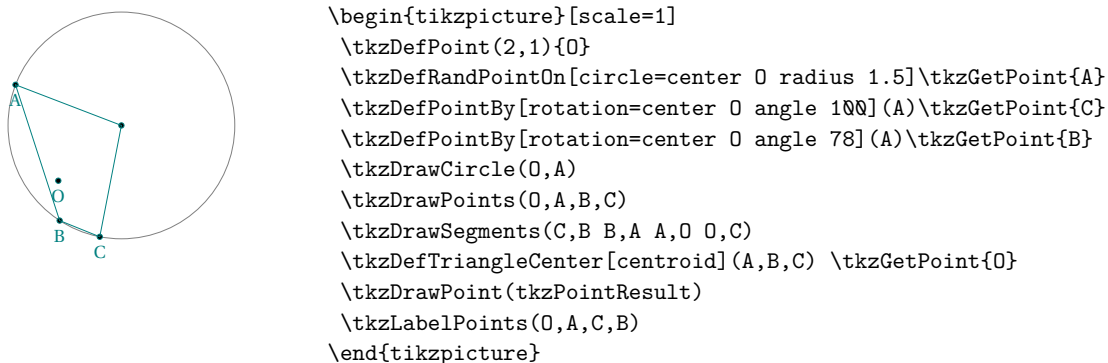 \begin{tikzpicture}[scale=1]
\tkzDefPoint(2,1){O}
\tkzDefRandPointOn[circle=center O radius 1.5]\tkzGetPoint{A}
\tkzDefPointBy[rotation=center O angle 100](A)\tkzGetPoint{C}
\tkzDefPointBy[rotation=center O angle 78](A)\tkzGetPoint{B}
\tkzDrawCircle(O,A)
\tkzDrawPoints(O,A,B,C)
\tkzDrawSegments(C,B B,A A,O O,C)
\tkzDefTriangleCenter[centroid](A,B,C) \tkzGetPoint{O}
\tkzDrawPoint(tkzPointResult)
\tkzLabelPoints(O,A,C,B)
\end{tikzpicture}
A
O
B
C